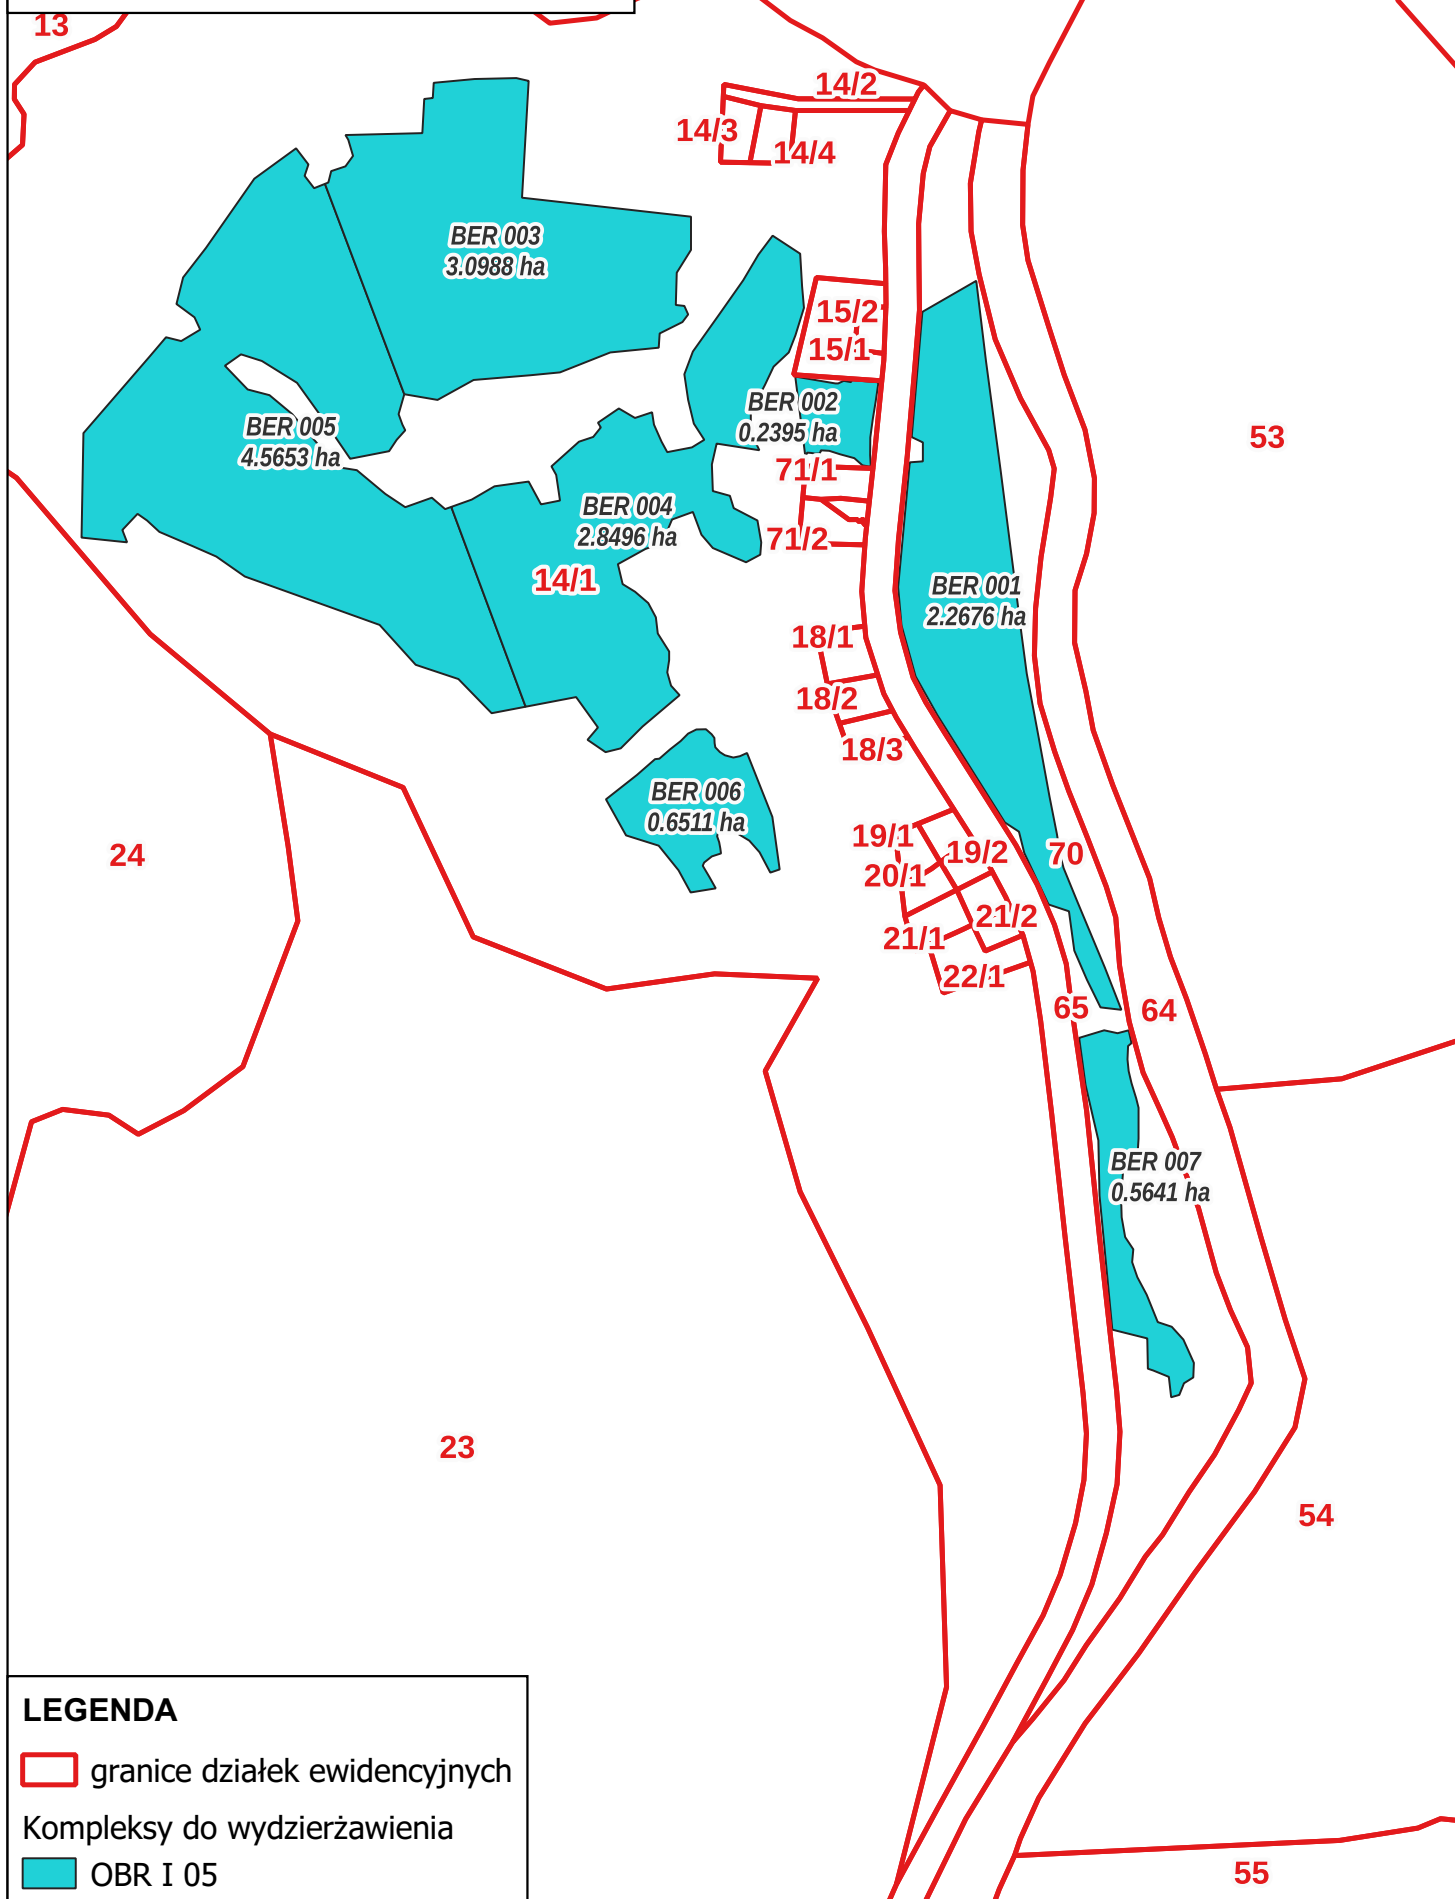 13
14/2
14/3
14/4
BER 003
3.0988 ha
15/2
15/1
BER 002
0.2395 ha
BER 005
4.5653 ha
53
71/1
BER 004
2.8496 ha
71/2
14/1
BER 001
2.2676 ha
18/1
18/2
18/3
BER 006
0.6511 ha
19/1
19/2
70
24
20/1
21/2
21/1
22/1
65
64
BER 007
0.5641 ha
23
54
LEGENDA
granice działek ewidencyjnych
Kompleksy do wydzierżawienia
OBR I 05
55